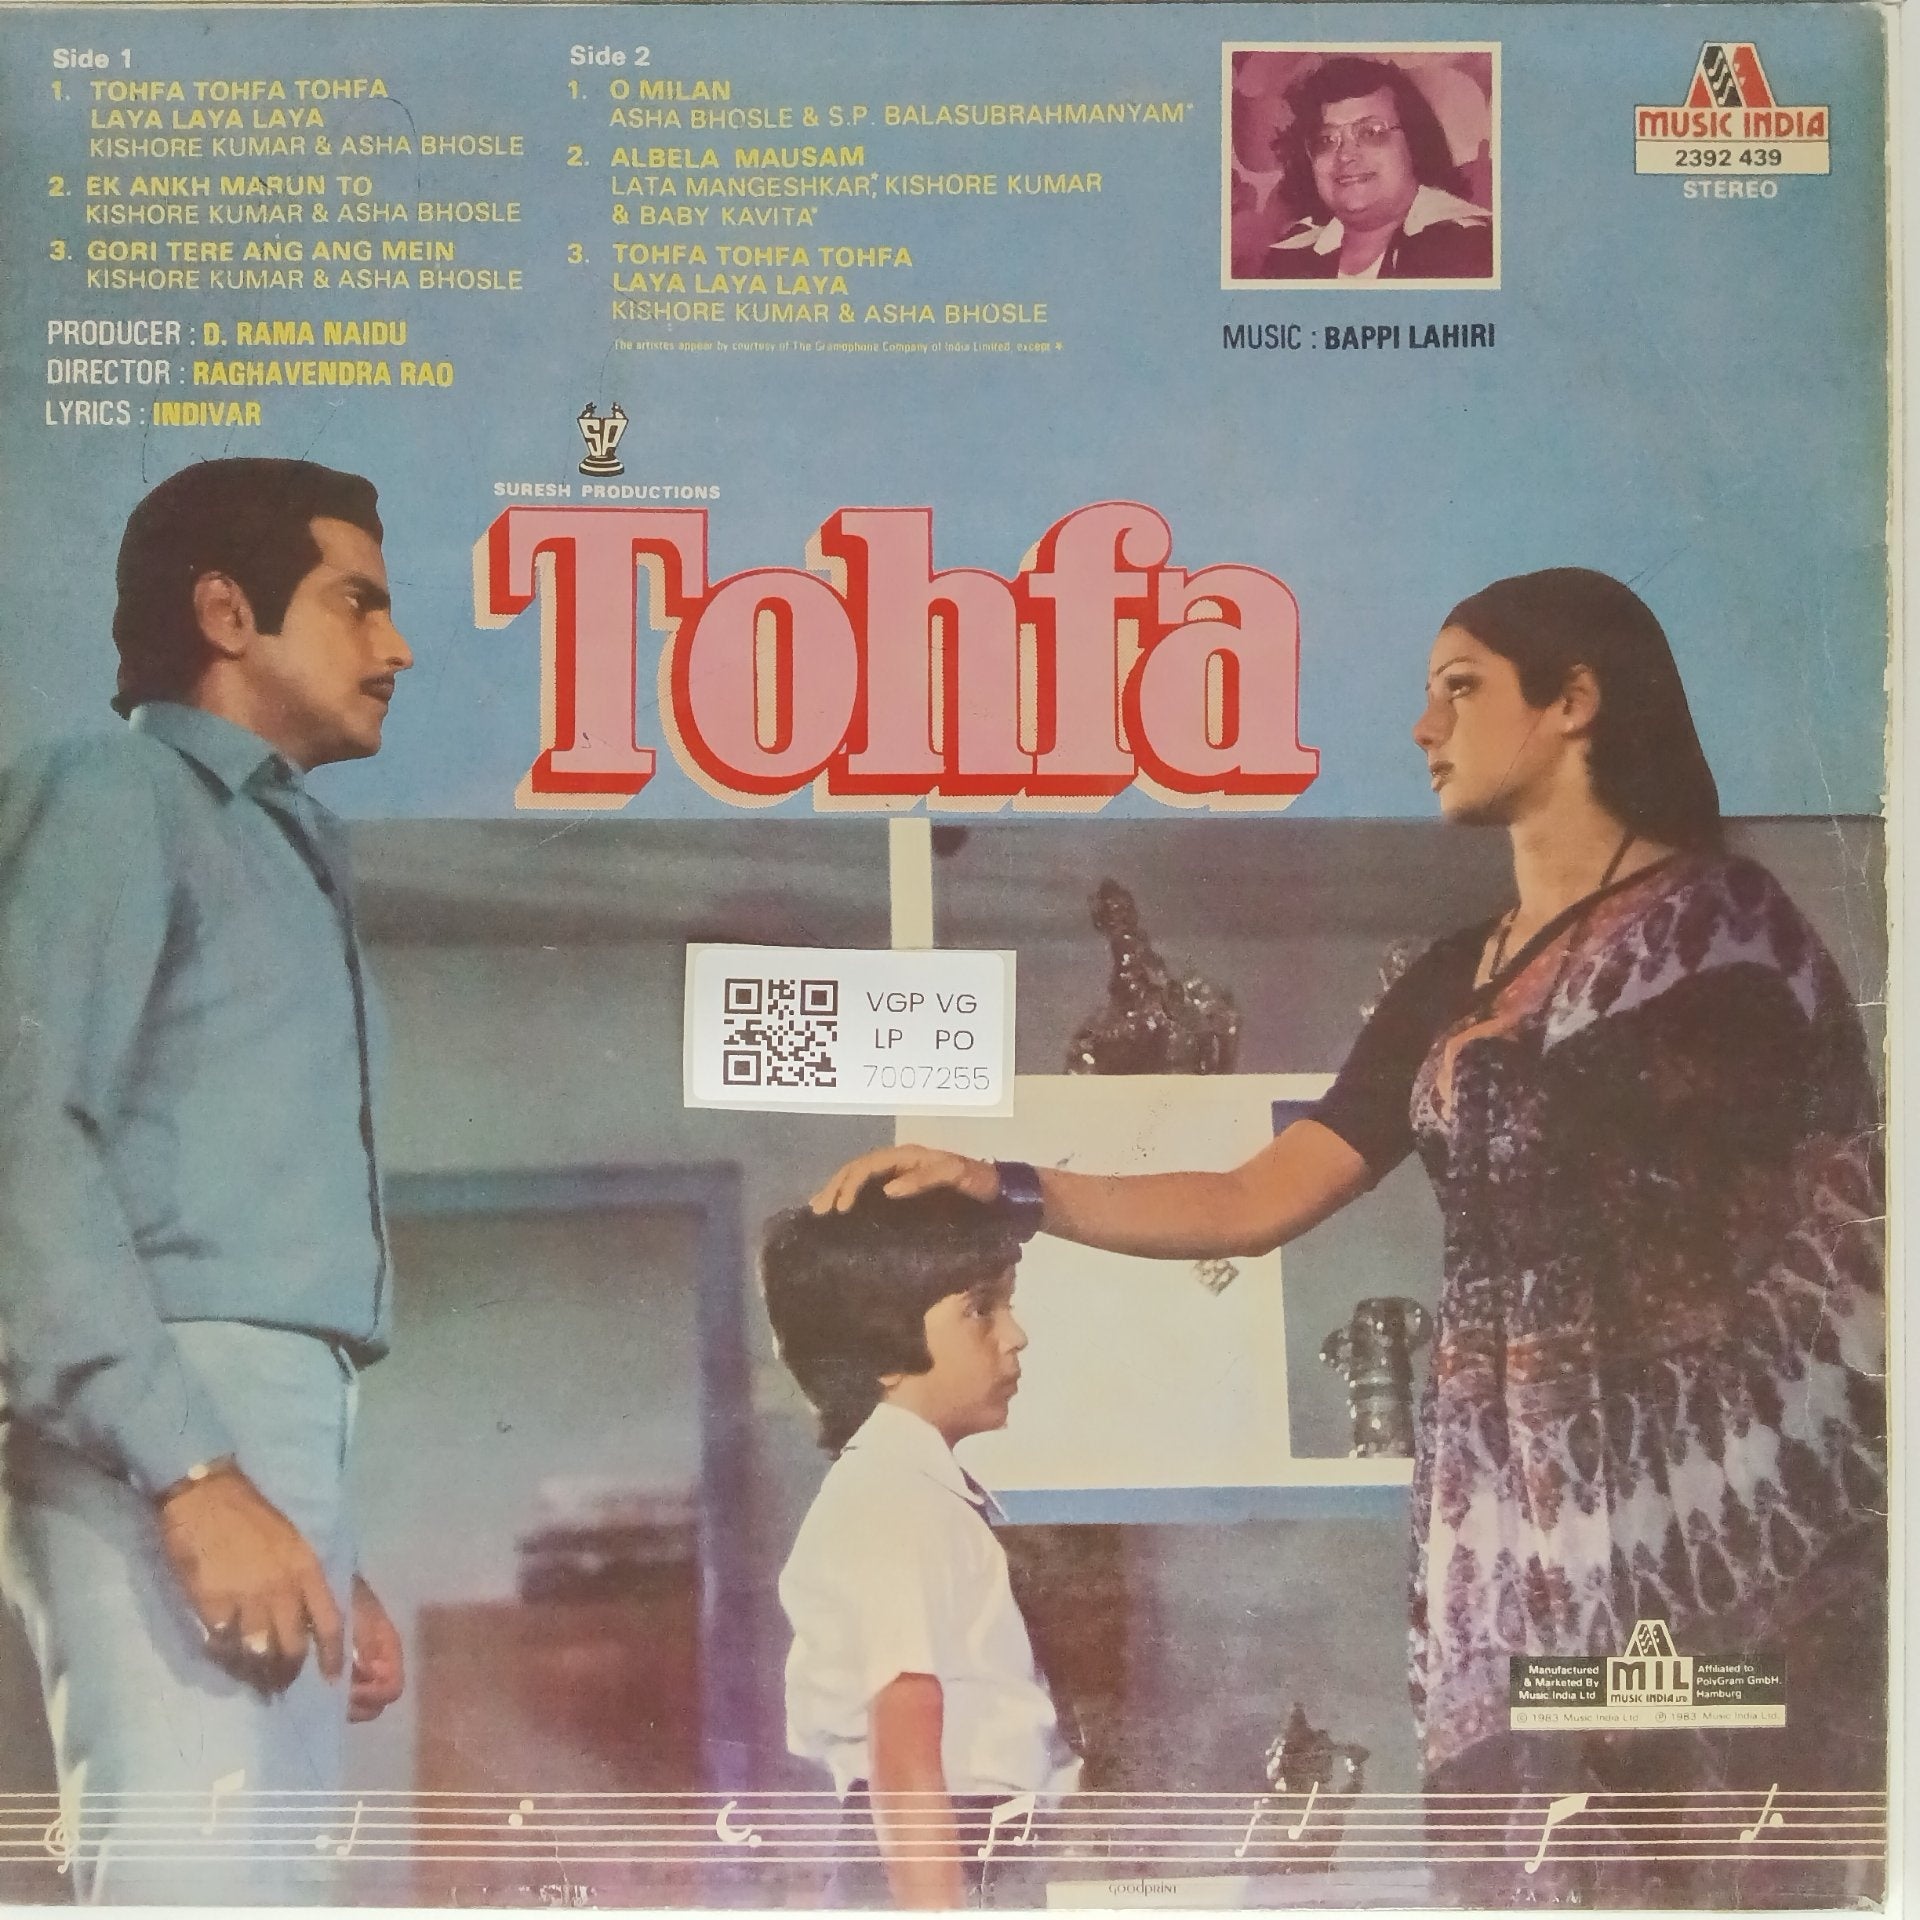 Side 1
1. TOHFA TOHFA TOHFA
LAYA LAYA LAYA
KISHORE KUMAR & ASHA BHOSLE
2. EK ANKH MARUN TO
KISHORE KUMAR & ASHA BHOSLE
3. GORI TERE ANG ANG MEIN
KISHORE KUMAR & ASHA BHOSLE
PRODUCER : D. RAMA NAIDU
DIRECTOR : RAGHAVENDRA RAO
LYRICS : INDIVAR
Side 2
1. O MILAN
ASHA BHOSLE & S.P. BALASUBRAHMANYAM*
2. ALBELA MAUSAM
LATA MANGESHKAR*, KISHORE KUMAR
& BABY KAVITA*
3. TOHFA TOHFA TOHFA
LAYA LAYA LAYA
KISHORE KUMAR & ASHA BHOSLE
The artistes appear by courtesy of The Gramophone Company of India Limited, except *
MUSIC : BAPPI LAHIRI
MUSIC INDIA
2392 439
STEREO
SP
SURESH PRODUCTIONS
Tohfa
VGP VG
LP PO
7007255
Manufactured
& Marketed By
Music India Ltd
MIL
MUSIC INDIA LTD
Affiliated to
PolyGram GmbH.
Hamburg
© 1983 Music India Ltd. ℗ 1983 Music India Ltd.
GOODPRINT